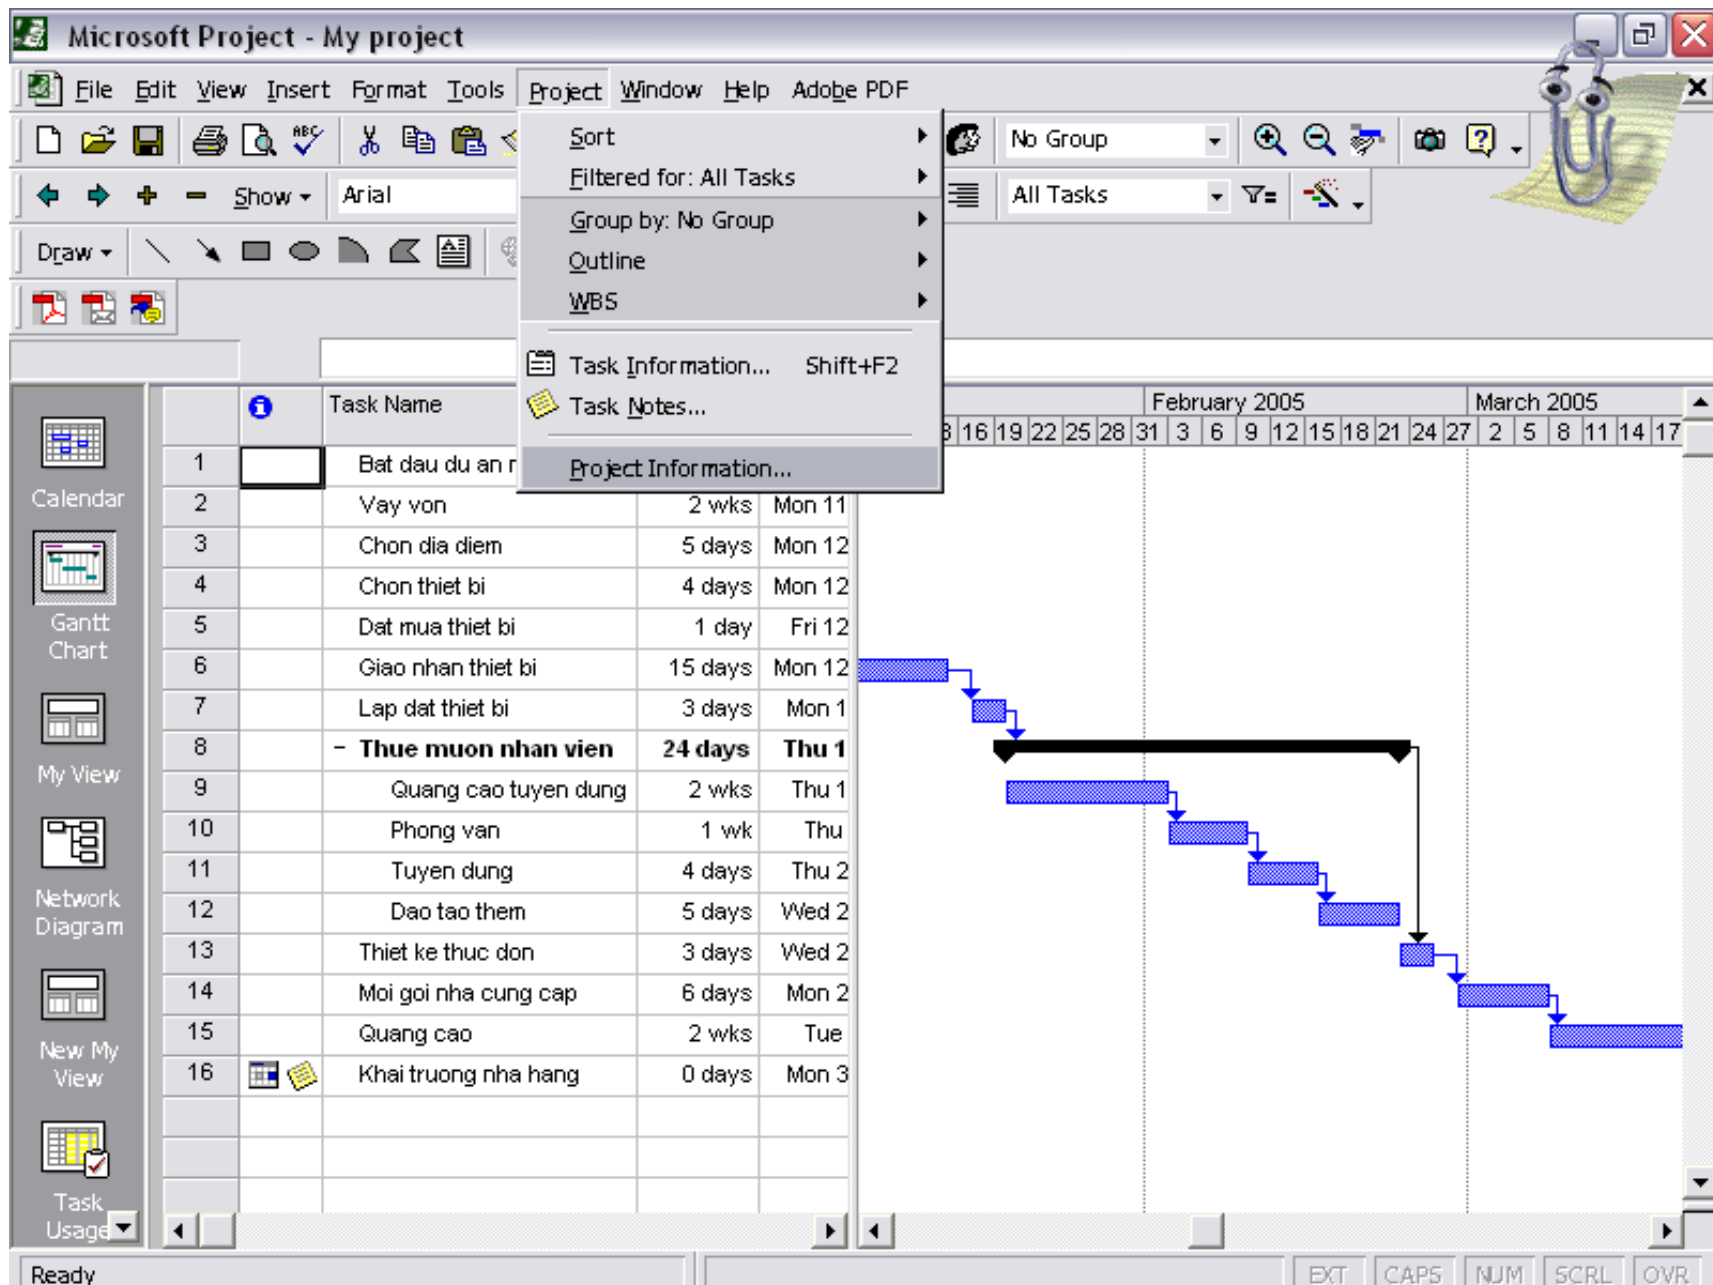 Microsoft Project - My project
File Edit View Insert Format Tools Project Window Help Adobe PDF
ABC No Group
Show Arial All Tasks
Draw
Sort
Filtered for: All Tasks
Group by: No Group
Outline
WBS
Task Information... Shift+F2
Task Notes...
Project Information...
Task Name February 2005 March 2005
16 19 22 25 28 31 3 6 9 12 15 18 21 24 27 2 5 8 11 14 17
1 Bat dau du an
2 Vay von 2 wks Mon 11
3 Chon dia diem 5 days Mon 12
4 Chon thiet bi 4 days Mon 12
5 Dat mua thiet bi 1 day Fri 12
6 Giao nhan thiet bi 15 days Mon 12
7 Lap dat thiet bi 3 days Mon 1
8 - Thue muon nhan vien 24 days Thu 1
9 Quang cao tuyen dung 2 wks Thu 1
10 Phong van 1 wk Thu
11 Tuyen dung 4 days Thu 2
12 Dao tao them 5 days Wed 2
13 Thiet ke thuc don 3 days Wed 2
14 Moi goi nha cung cap 6 days Mon 2
15 Quang cao 2 wks Tue
16 Khai truong nha hang 0 days Mon 3
Calendar
Gantt
Chart
My View
Network
Diagram
New My
View
Task
Usage
Ready EXT CAPS NUM SCRL OVR